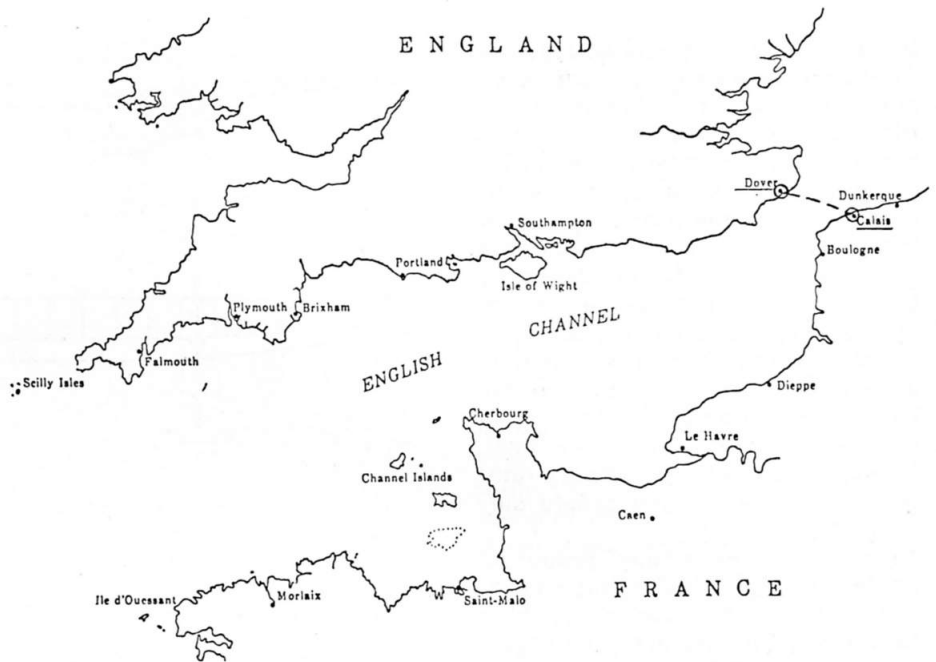 ENGLAND
Dover
Dunkerque
Calais
Southampton
Boulogne
Portland
Isle of Wight
Plymouth
Brixham
CHANNEL
Falmouth
ENGLISH
Scilly Isles
Dieppe
Cherbourg
Le Havre
Channel Islands
Caen
FRANCE
Ile d'Ouessant
Morlaix
Saint-Malo